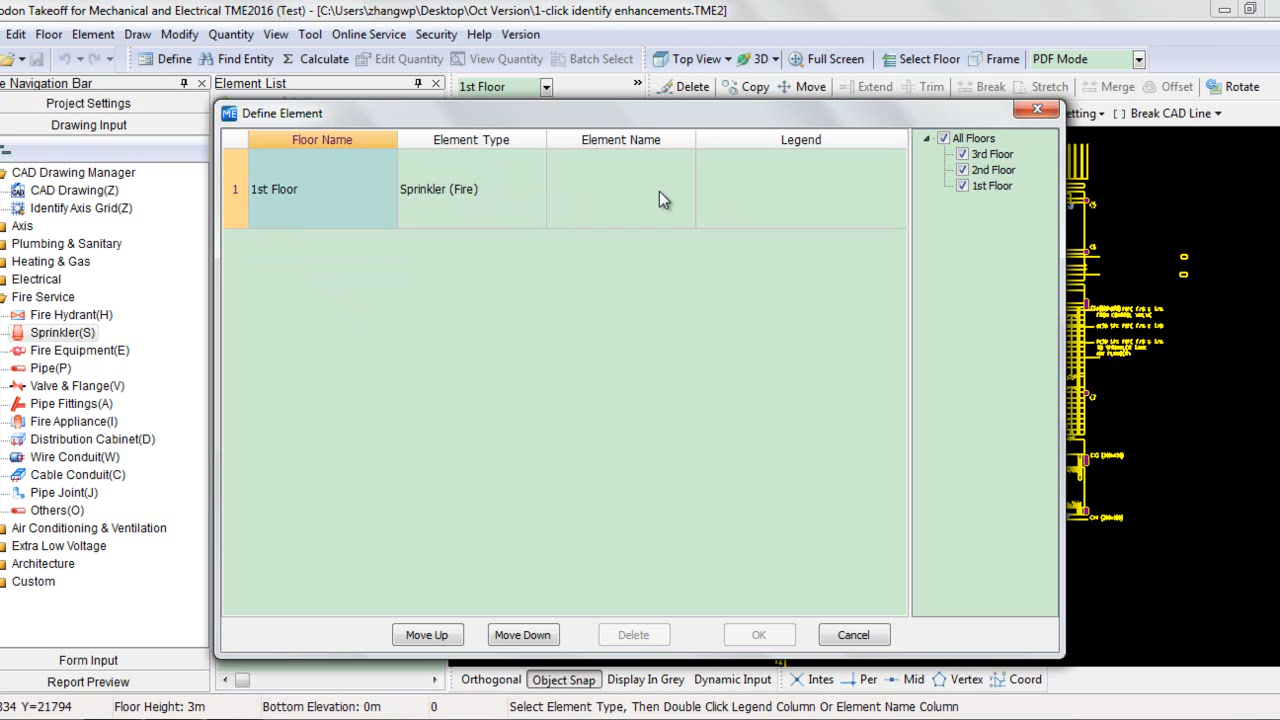 odon Takeoff for Mechanical and Electrical TME2016 (Test) - [C:\Users\zhangwp\Desktop\Oct Version\1-click identify enhancements.TME2]
Edit Floor Element Draw Modify Quantity View Tool Online Service Security Help Version
Define Find Entity Calculate Edit Quantity View Quantity Batch Select Top View 3D Full Screen Select Floor Frame PDF Mode
e Navigation Bar Element List 1st Floor » Delete Copy Move Extend Trim Break Stretch Merge Offset Rotate
Project Settings
Drawing Input
etting Break CAD Line
CAD Drawing Manager
CAD Drawing(Z)
Identify Axis Grid(Z)
Axis
Plumbing & Sanitary
Heating & Gas
Electrical
Fire Service
Fire Hydrant(H)
Sprinkler(S)
Fire Equipment(E)
Pipe(P)
Valve & Flange(V)
Pipe Fittings(A)
Fire Appliance(I)
Distribution Cabinet(D)
Wire Conduit(W)
Cable Conduit(C)
Pipe Joint(J)
Others(O)
Air Conditioning & Ventilation
Extra Low Voltage
Architecture
Custom
Form Input
Report Preview
ME Define Element
Floor Name Element Type Element Name Legend
1 1st Floor Sprinkler (Fire)
All Floors
3rd Floor
2nd Floor
1st Floor
Move Up Move Down Delete OK Cancel
Orthogonal Object Snap Display In Grey Dynamic Input Intes Per Mid Vertex Coord
334 Y=21794 Floor Height: 3m Bottom Elevation: 0m 0 Select Element Type, Then Double Click Legend Column Or Element Name Column